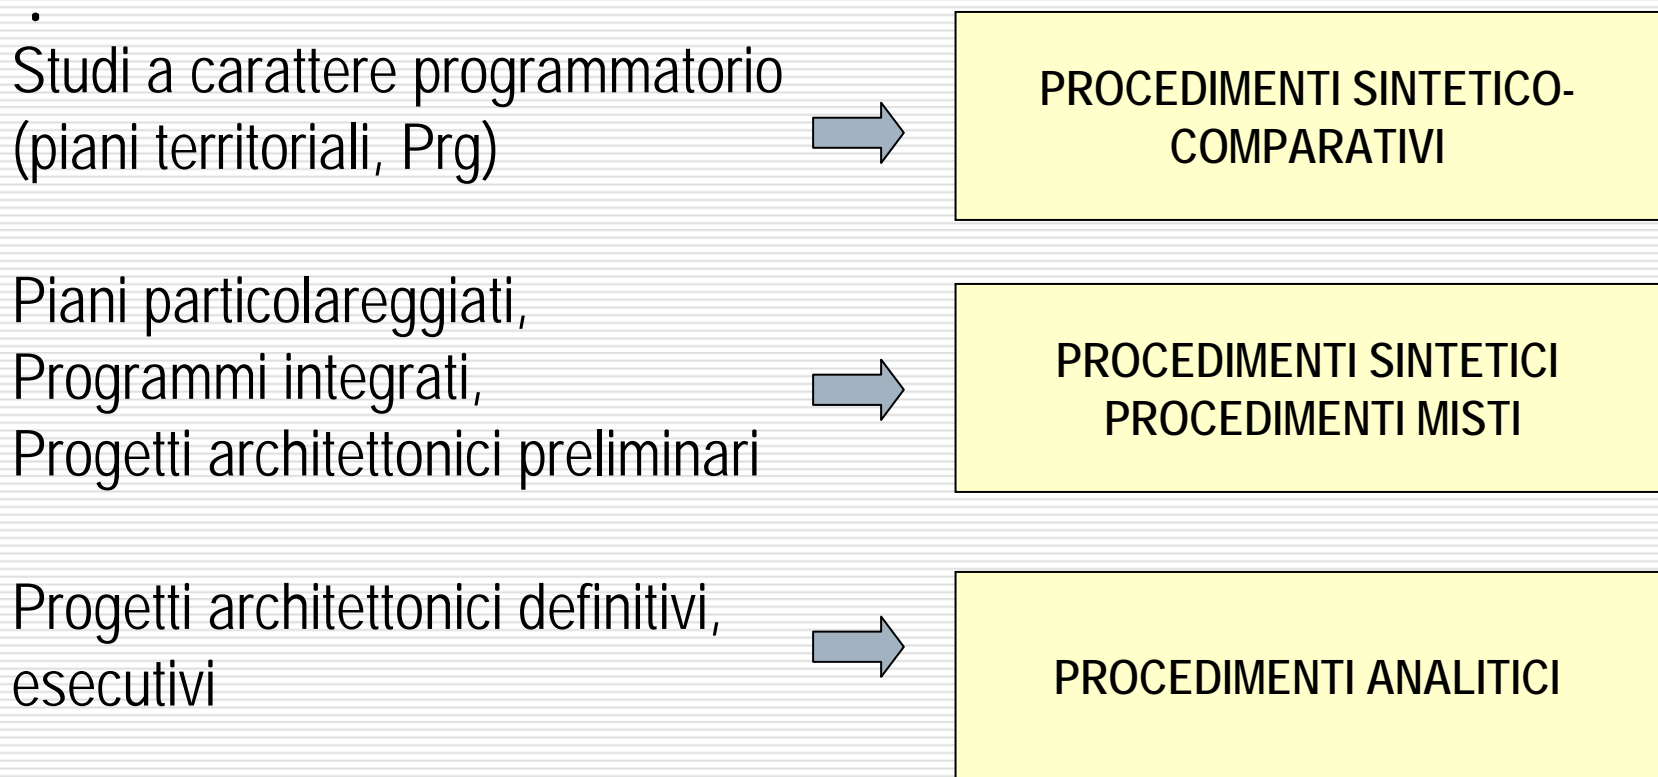 .
Studi a carattere programmatorio
(piani territoriali, Prg)
PROCEDIMENTI SINTETICO-
COMPARATIVI
Piani particolareggiati,
Programmi integrati,
Progetti architettonici preliminari
PROCEDIMENTI SINTETICI
PROCEDIMENTI MISTI
Progetti architettonici definitivi,
esecutivi
PROCEDIMENTI ANALITICI